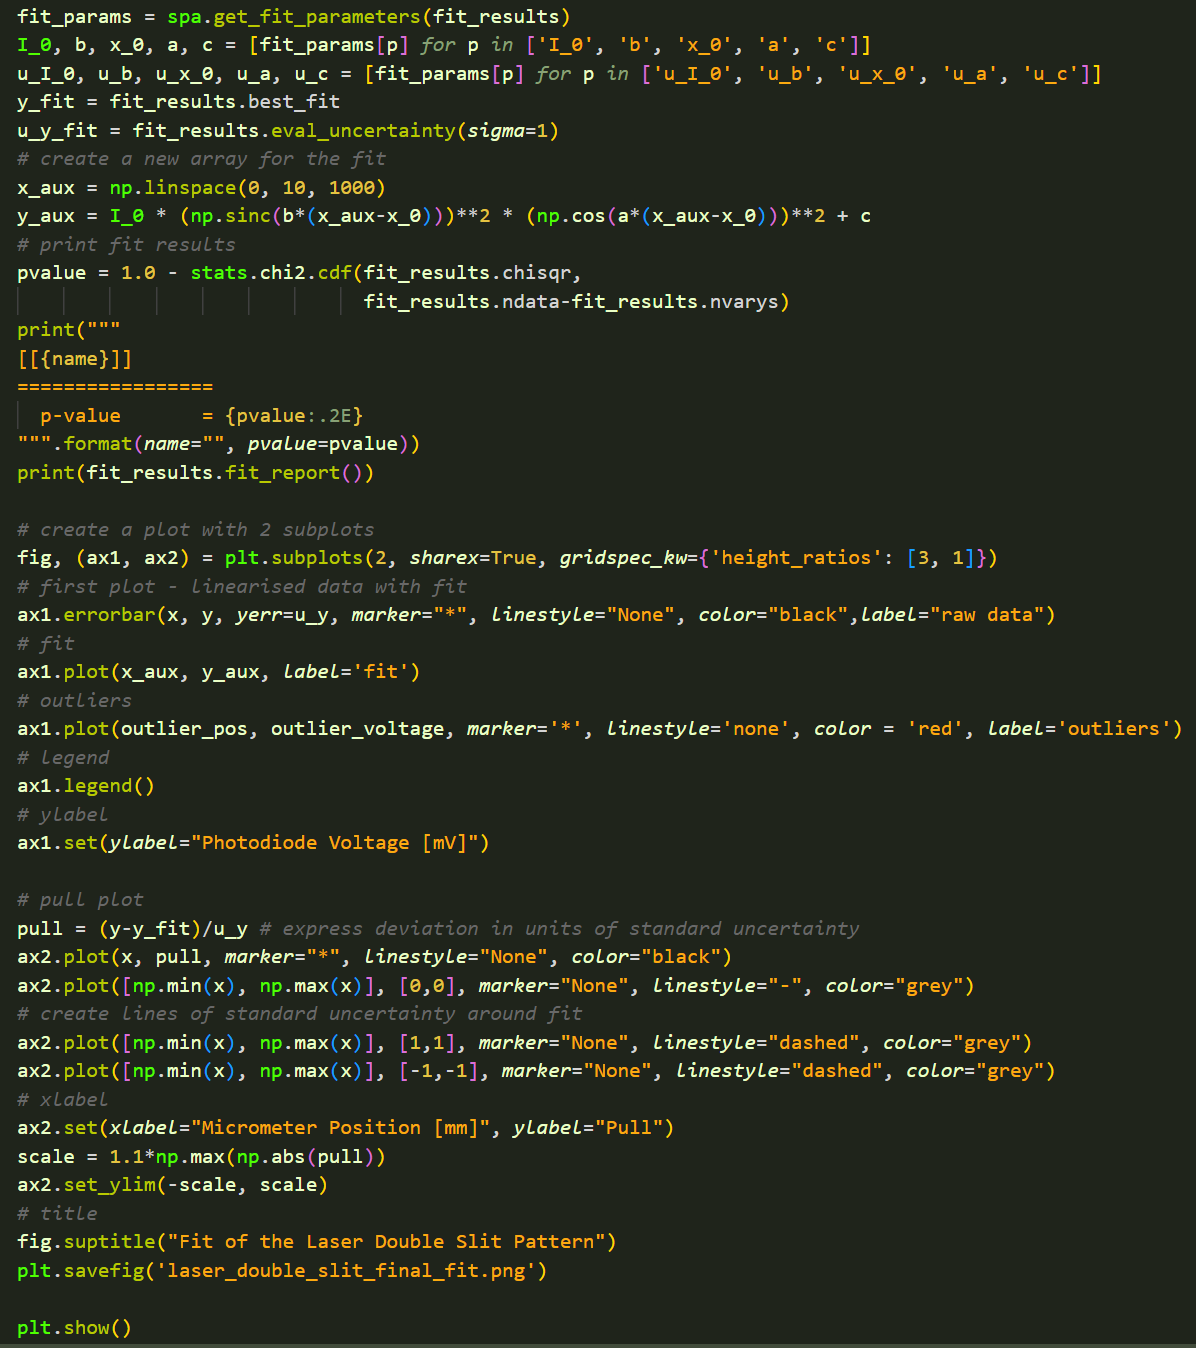 fit_params = spa.get_fit_parameters(fit_results)
I_0, b, x_0, a, c = [fit_params[p] for p in ['I_0', 'b', 'x_0', 'a', 'c']]
u_I_0, u_b, u_x_0, u_a, u_c = [fit_params[p] for p in ['u_I_0', 'u_b', 'u_x_0', 'u_a', 'u_c']]
y_fit = fit_results.best_fit
u_y_fit = fit_results.eval_uncertainty(sigma=1)
# create a new array for the fit
x_aux = np.linspace(0, 10, 1000)
y_aux = I_0 * (np.sinc(b*(x_aux-x_0)))**2 * (np.cos(a*(x_aux-x_0)))**2 + c
# print fit results
pvalue = 1.0 - stats.chi2.cdf(fit_results.chisqr,
                              fit_results.ndata-fit_results.nvarys)
print("""
[[{name}]]
=================
  p-value       = {pvalue:.2E}
""".format(name="", pvalue=pvalue))
print(fit_results.fit_report())

# create a plot with 2 subplots
fig, (ax1, ax2) = plt.subplots(2, sharex=True, gridspec_kw={'height_ratios': [3, 1]})
# first plot - linearised data with fit
ax1.errorbar(x, y, yerr=u_y, marker="*", linestyle="None", color="black",label="raw data")
# fit
ax1.plot(x_aux, y_aux, label='fit')
# outliers
ax1.plot(outlier_pos, outlier_voltage, marker='*', linestyle='none', color = 'red', label='outliers')
# legend
ax1.legend()
# ylabel
ax1.set(ylabel="Photodiode Voltage [mV]")

# pull plot
pull = (y-y_fit)/u_y # express deviation in units of standard uncertainty
ax2.plot(x, pull, marker="*", linestyle="None", color="black")
ax2.plot([np.min(x), np.max(x)], [0,0], marker="None", linestyle="-", color="grey")
# create lines of standard uncertainty around fit
ax2.plot([np.min(x), np.max(x)], [1,1], marker="None", linestyle="dashed", color="grey")
ax2.plot([np.min(x), np.max(x)], [-1,-1], marker="None", linestyle="dashed", color="grey")
# xlabel
ax2.set(xlabel="Micrometer Position [mm]", ylabel="Pull")
scale = 1.1*np.max(np.abs(pull))
ax2.set_ylim(-scale, scale)
# title
fig.suptitle("Fit of the Laser Double Slit Pattern")
plt.savefig('laser_double_slit_final_fit.png')

plt.show()